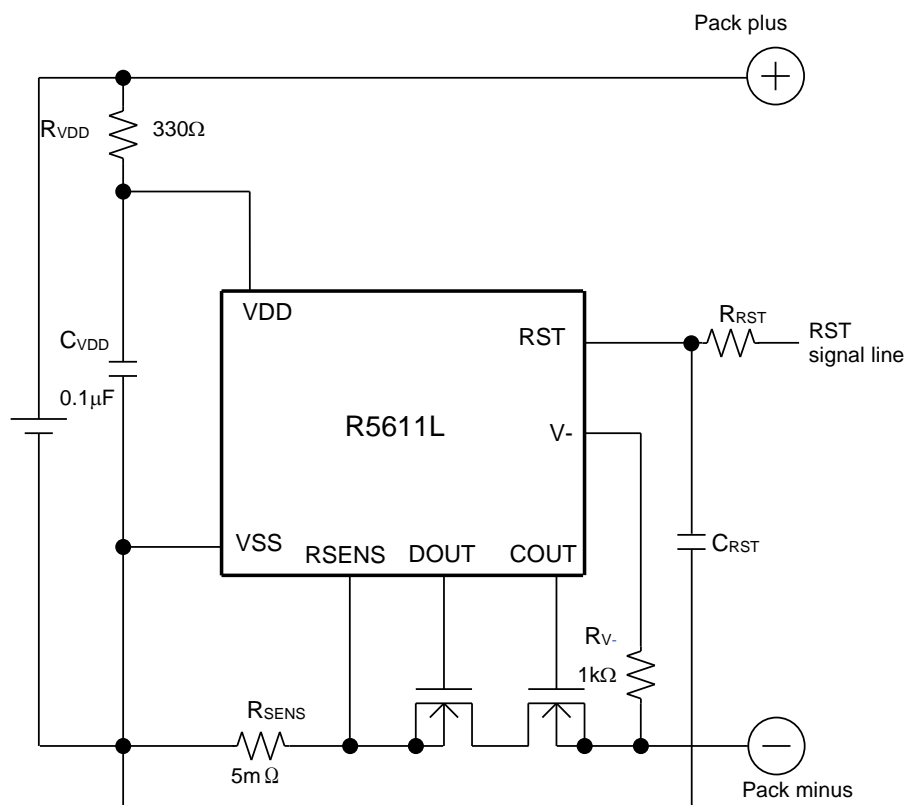 Pack plus
RVDD
330Ω
VDD
CVDD
0.1μF
RST
RRST
RST
signal line
R5611L
V-
VSS
RSENS
DOUT
COUT
CRST
RV-
1kΩ
RSENS
5mΩ
Pack minus